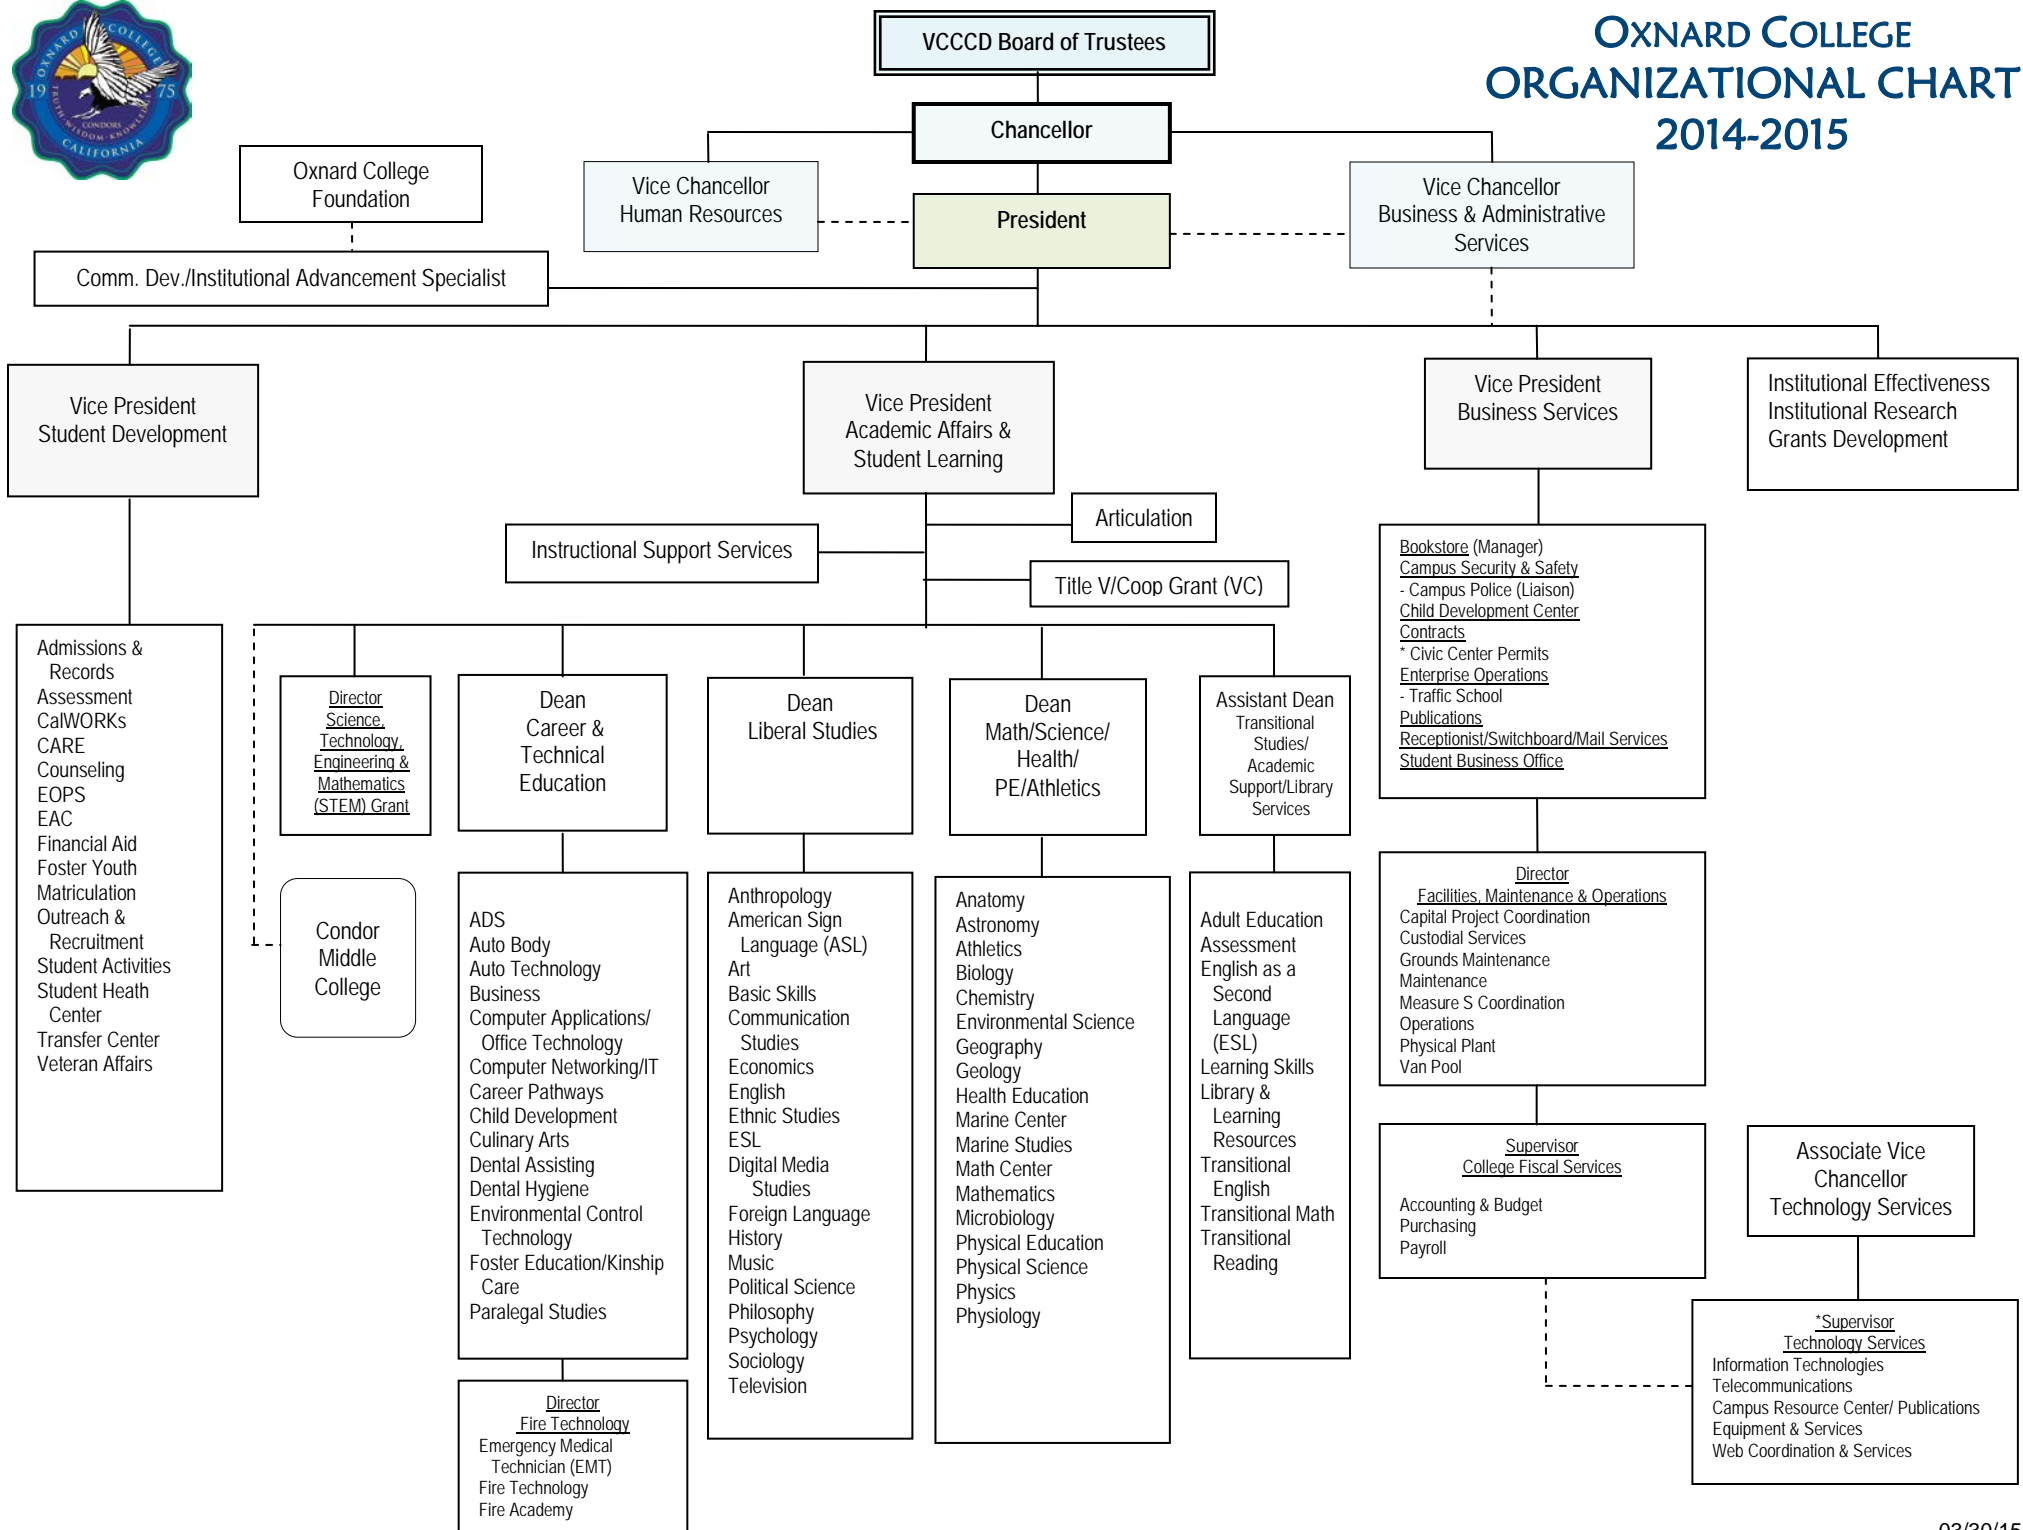 OXNARD COLLEGE
ORGANIZATIONAL CHART
2014-2015
OXNARD COLLEGE
19 75
TRUTH·WISDOM·KNOWLEDGE
CONDORS
CALIFORNIA
VCCCD Board of Trustees
Chancellor
Oxnard College
Foundation
Vice Chancellor
Human Resources
President
Vice Chancellor
Business & Administrative
Services
Comm. Dev./Institutional Advancement Specialist
Vice President
Student Development
Vice President
Academic Affairs &
Student Learning
Vice President
Business Services
Institutional Effectiveness
Institutional Research
Grants Development
Articulation
Instructional Support Services
Title V/Coop Grant (VC)
Admissions &
Records
Assessment
CalWORKs
CARE
Counseling
EOPS
EAC
Financial Aid
Foster Youth
Matriculation
Outreach &
Recruitment
Student Activities
Student Heath
Center
Transfer Center
Veteran Affairs
Director
Science,
Technology,
Engineering &
Mathematics
(STEM) Grant
Condor
Middle
College
Dean
Career &
Technical
Education
ADS
Auto Body
Auto Technology
Business
Computer Applications/
Office Technology
Computer Networking/IT
Career Pathways
Child Development
Culinary Arts
Dental Assisting
Dental Hygiene
Environmental Control
Technology
Foster Education/Kinship
Care
Paralegal Studies
Director
Fire Technology
Emergency Medical
Technician (EMT)
Fire Technology
Fire Academy
Dean
Liberal Studies
Anthropology
American Sign
Language (ASL)
Art
Basic Skills
Communication
Studies
Economics
English
Ethnic Studies
ESL
Digital Media
Studies
Foreign Language
History
Music
Political Science
Philosophy
Psychology
Sociology
Television
Dean
Math/Science/
Health/
PE/Athletics
Anatomy
Astronomy
Athletics
Biology
Chemistry
Environmental Science
Geography
Geology
Health Education
Marine Center
Marine Studies
Math Center
Mathematics
Microbiology
Physical Education
Physical Science
Physics
Physiology
Assistant Dean
Transitional
Studies/
Academic
Support/Library
Services
Adult Education
Assessment
English as a
Second
Language
(ESL)
Learning Skills
Library &
Learning
Resources
Transitional
English
Transitional Math
Transitional
Reading
Bookstore (Manager)
Campus Security & Safety
- Campus Police (Liaison)
Child Development Center
Contracts
* Civic Center Permits
Enterprise Operations
- Traffic School
Publications
Receptionist/Switchboard/Mail Services
Student Business Office
Director
Facilities, Maintenance & Operations
Capital Project Coordination
Custodial Services
Grounds Maintenance
Maintenance
Measure S Coordination
Operations
Physical Plant
Van Pool
Supervisor
College Fiscal Services
Accounting & Budget
Purchasing
Payroll
Associate Vice
Chancellor
Technology Services
*Supervisor
Technology Services
Information Technologies
Telecommunications
Campus Resource Center/ Publications
Equipment & Services
Web Coordination & Services
03/30/15